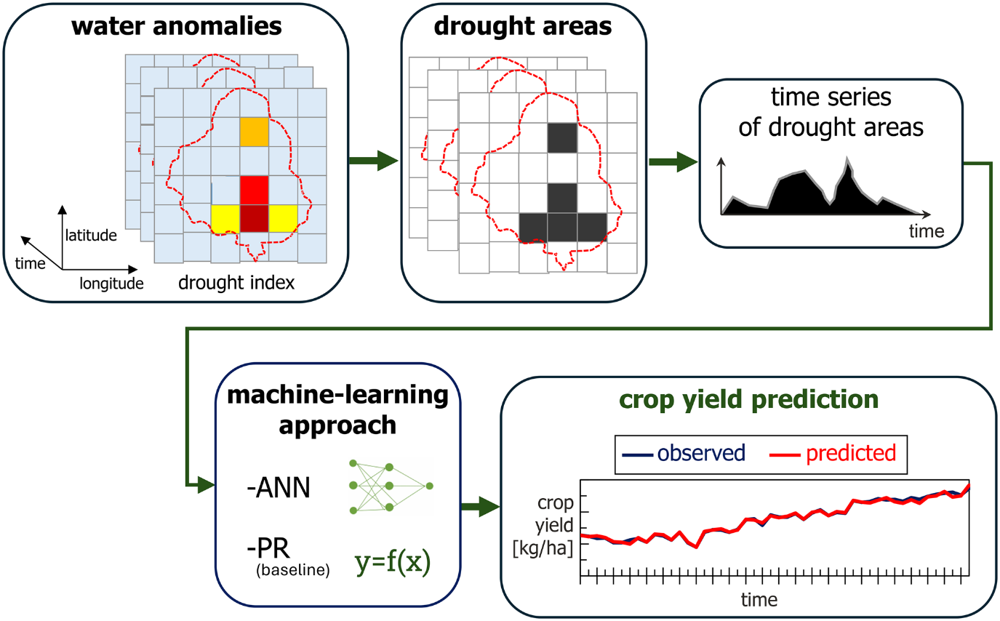 water anomalies
latitude
time
longitude
drought index
drought areas
time series
of drought areas
time
machine-learning
approach
-ANN
-PR
(baseline)
y=f(x)
crop yield prediction
observed predicted
crop
yield
[kg/ha]
time